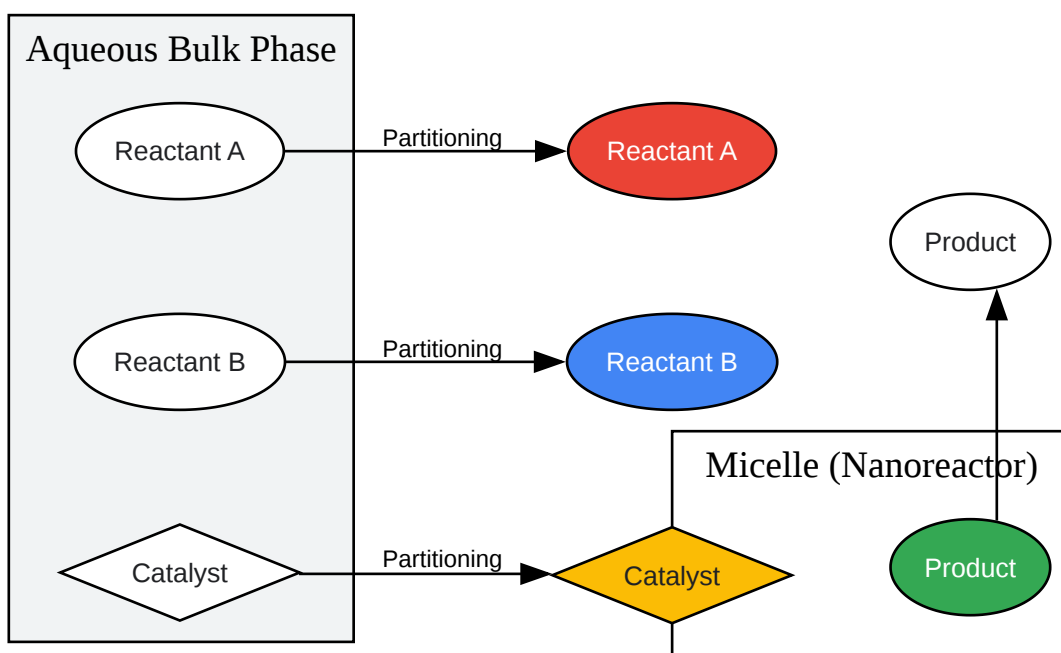 Aqueous Bulk Phase
Reactant A
Partitioning
Reactant A
Product
Reactant B
Partitioning
Reactant B
Micelle (Nanoreactor)
Catalyst
Partitioning
Catalyst
Product